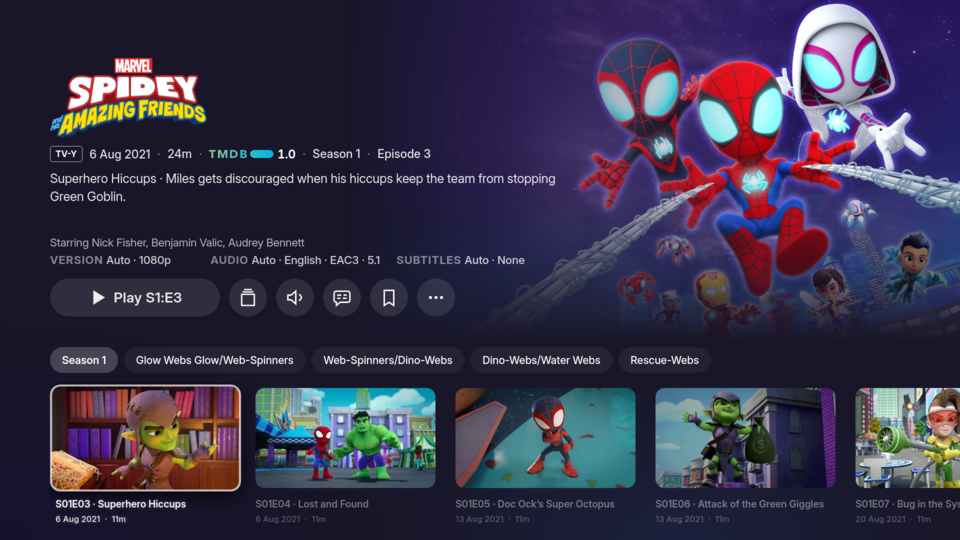 MARVEL
SPIDEY
and his AMAZING FRIENDS
TV-Y 6 Aug 2021 · 24m · TMDB 1.0 · Season 1 · Episode 3
Superhero Hiccups · Miles gets discouraged when his hiccups keep the team from stopping
Green Goblin.
Starring Nick Fisher, Benjamin Valic, Audrey Bennett
VERSION Auto · 1080p AUDIO Auto · English · EAC3 · 5.1 SUBTITLES Auto · None
Play S1:E3
Season 1 Glow Webs Glow/Web-Spinners Web-Spinners/Dino-Webs Dino-Webs/Water Webs Rescue-Webs
S01E03 · Superhero Hiccups S01E04 · Lost and Found S01E05 · Doc Ock's Super Octopus S01E06 · Attack of the Green Giggles S01E07 · Bug in the Sys
6 Aug 2021 · 11m 6 Aug 2021 · 11m 13 Aug 2021 · 11m 13 Aug 2021 · 11m 20 Aug 2021 · 11m